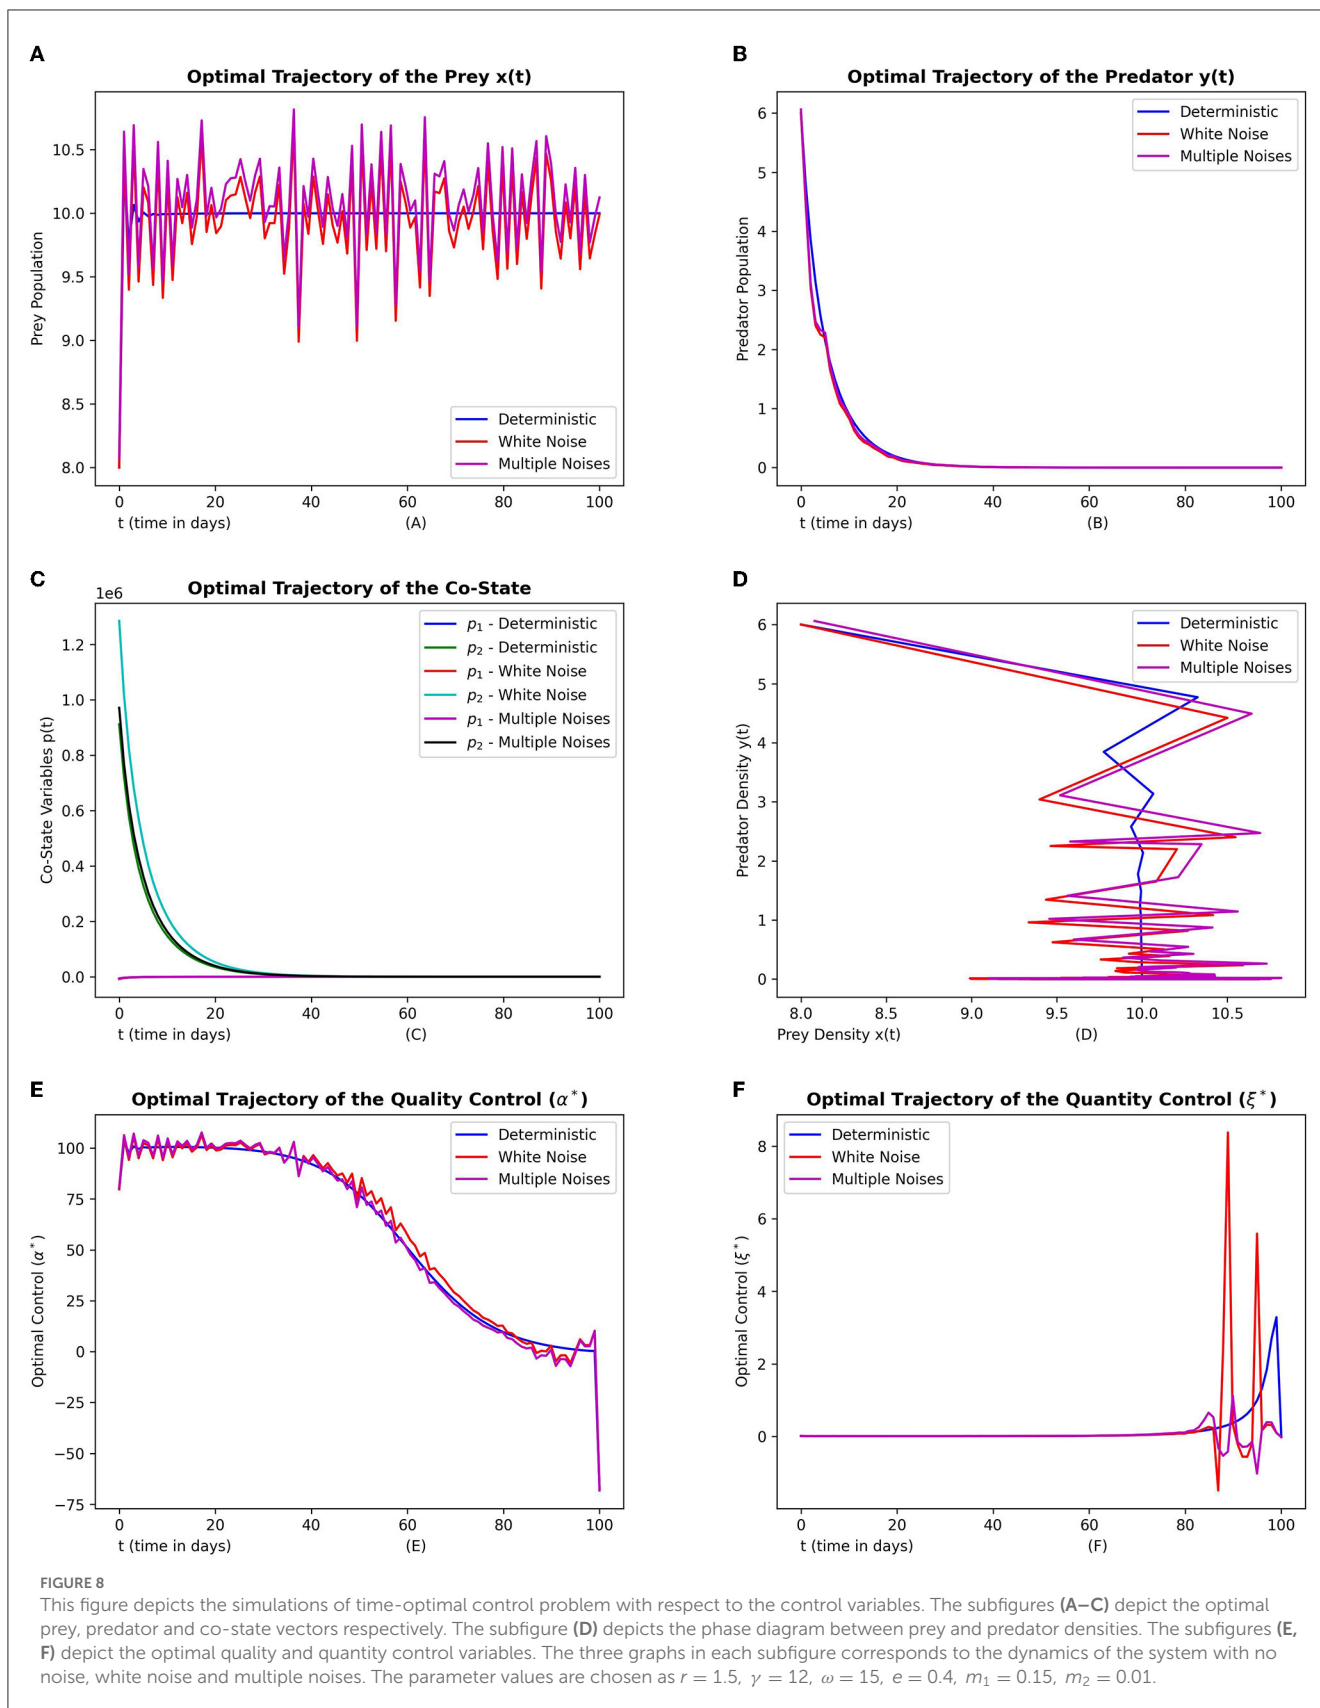 A
Optimal Trajectory of the Prey x(t)
Prey Population
10.5
10.0
9.5
9.0
8.5
8.0
Deterministic
White Noise
Multiple Noises
0 20 40 60 80 100
t (time in days) (A)
B
Optimal Trajectory of the Predator y(t)
Predator Population
6
5
4
3
2
1
0
Deterministic
White Noise
Multiple Noises
0 20 40 60 80 100
t (time in days) (B)
C
Optimal Trajectory of the Co-State
1e6
Co-State Variables p(t)
1.2
1.0
0.8
0.6
0.4
0.2
0.0
p₁ - Deterministic
p₂ - Deterministic
p₁ - White Noise
p₂ - White Noise
p₁ - Multiple Noises
p₂ - Multiple Noises
0 20 40 60 80 100
t (time in days) (C)
D
Predator Density y(t)
6
5
4
3
2
1
0
Deterministic
White Noise
Multiple Noises
8.0 8.5 9.0 9.5 10.0 10.5
Prey Density x(t) (D)
E
Optimal Trajectory of the Quality Control (α*)
Optimal Control (α*)
100
75
50
25
0
−25
−50
−75
Deterministic
White Noise
Multiple Noises
0 20 40 60 80 100
t (time in days) (E)
F
Optimal Trajectory of the Quantity Control (ξ*)
Optimal Control (ξ*)
8
6
4
2
0
Deterministic
White Noise
Multiple Noises
0 20 40 60 80 100
t (time in days) (F)
FIGURE 8
This figure depicts the simulations of time-optimal control problem with respect to the control variables. The subfigures (A–C) depict the optimal
prey, predator and co-state vectors respectively. The subfigure (D) depicts the phase diagram between prey and predator densities. The subfigures (E,
F) depict the optimal quality and quantity control variables. The three graphs in each subfigure corresponds to the dynamics of the system with no
noise, white noise and multiple noises. The parameter values are chosen as r = 1.5, γ = 12, ω = 15, e = 0.4, m₁ = 0.15, m₂ = 0.01.